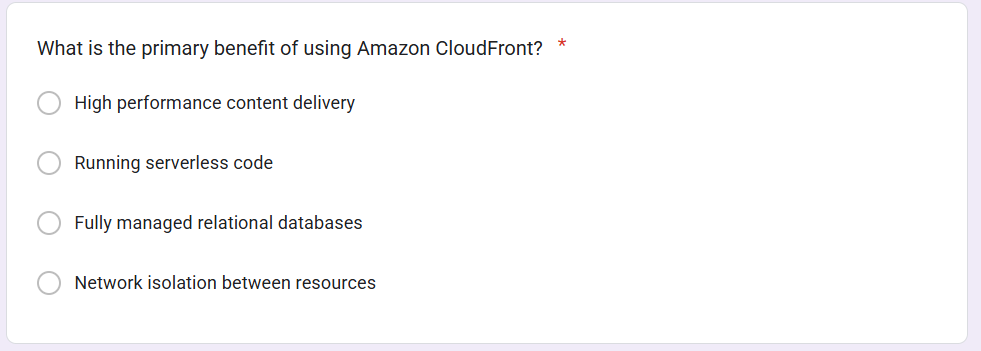 What is the primary benefit of using Amazon CloudFront? *
High performance content delivery
Running serverless code
Fully managed relational databases
Network isolation between resources